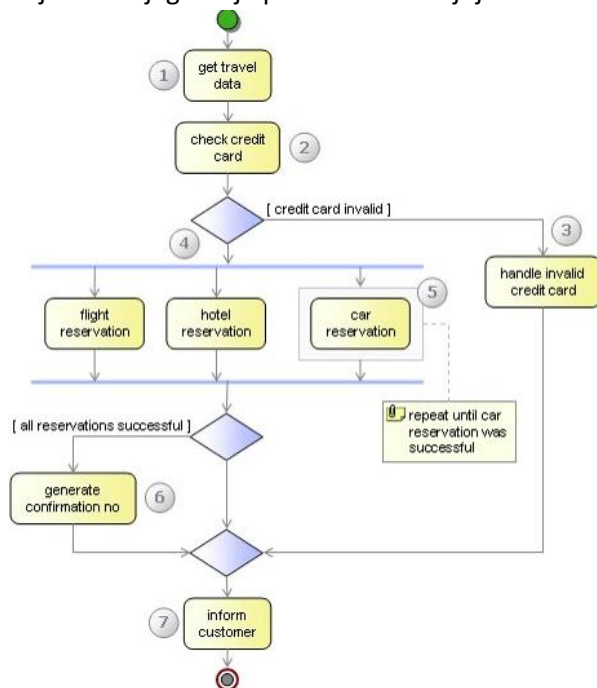 1
get travel
data
check credit
card
2
[ credit card invalid ]
3
4
handle invalid
credit card
flight
reservation
hotel
reservation
car
reservation
5
repeat until car
reservation was
successful
[ all reservations successful ]
generate
confirmation no
6
7
inform
customer